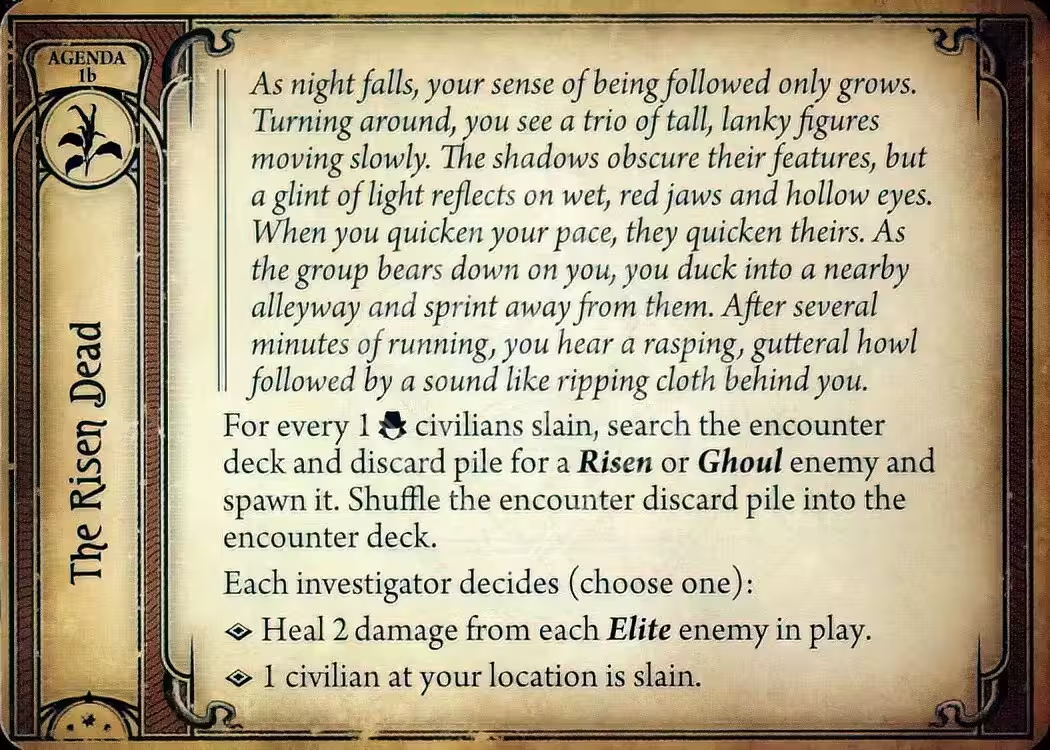 AGENDA
1b
The Risen Dead
As night falls, your sense of being followed only grows.
Turning around, you see a trio of tall, lanky figures
moving slowly. The shadows obscure their features, but
a glint of light reflects on wet, red jaws and hollow eyes.
When you quicken your pace, they quicken theirs. As
the group bears down on you, you duck into a nearby
alleyway and sprint away from them. After several
minutes of running, you hear a rasping, gutteral howl
followed by a sound like ripping cloth behind you.
For every 1 civilians slain, search the encounter
deck and discard pile for a Risen or Ghoul enemy and
spawn it. Shuffle the encounter discard pile into the
encounter deck.
Each investigator decides (choose one):
Heal 2 damage from each Elite enemy in play.
1 civilian at your location is slain.